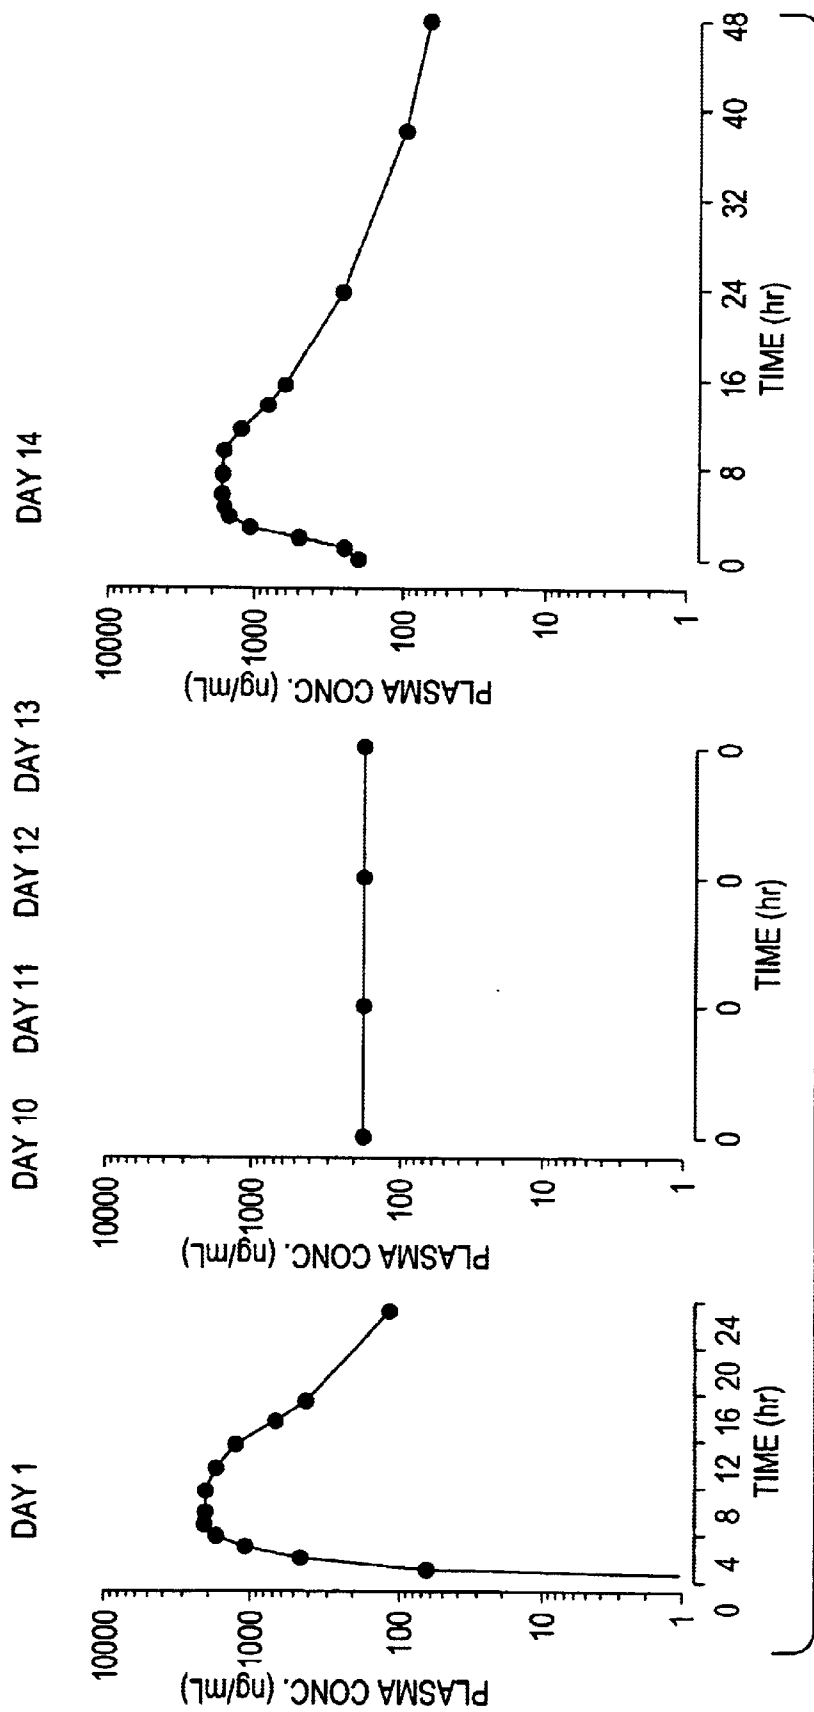 DAY 1
10000
1000
100
10
1
PLASMA CONC. (ng/mL)
0 4 8 12 16 20 24
TIME (hr)
DAY 10 DAY 11 DAY 12 DAY 13
10000
1000
100
10
1
PLASMA CONC. (ng/mL)
0 0 0 0
TIME (hr)
DAY 14
10000
1000
100
10
1
PLASMA CONC. (ng/mL)
0 8 16 24 32 40 48
TIME (hr)